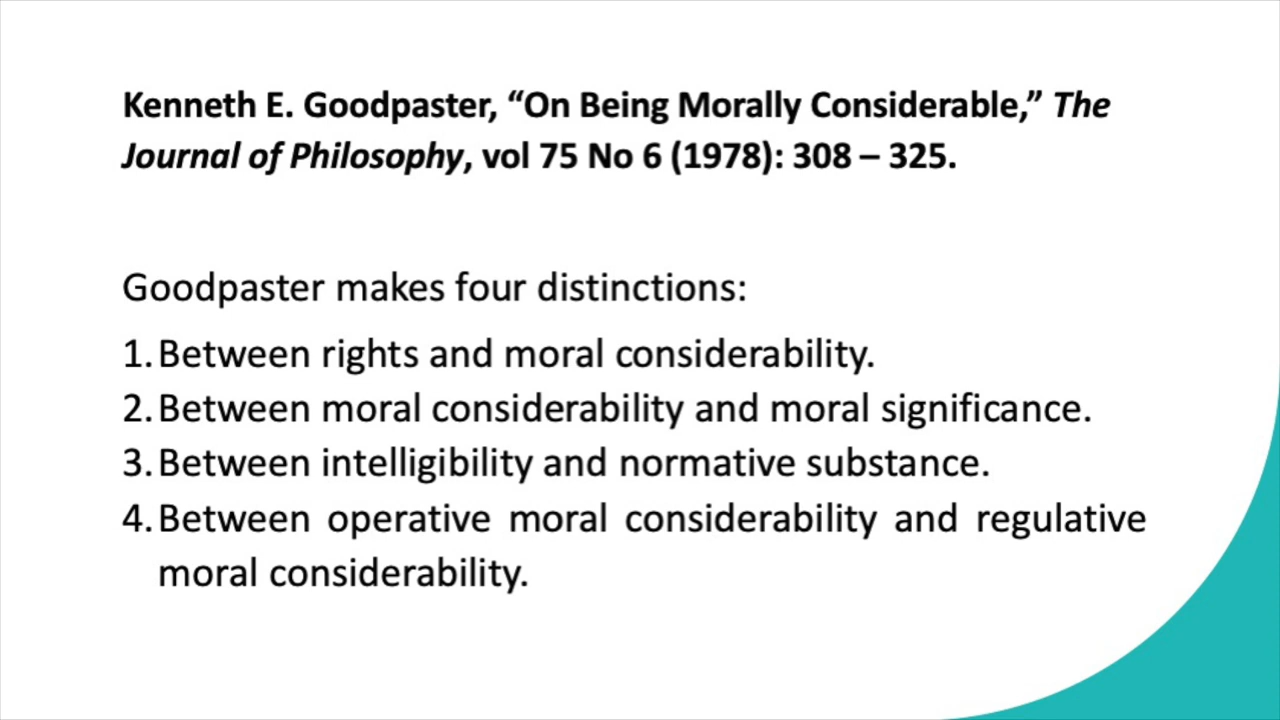 Kenneth E. Goodpaster, “On Being Morally Considerable,” The
Journal of Philosophy, vol 75 No 6 (1978): 308 – 325.
Goodpaster makes four distinctions:
1. Between rights and moral considerability.
2. Between moral considerability and moral significance.
3. Between intelligibility and normative substance.
4. Between operative moral considerability and regulative
moral considerability.